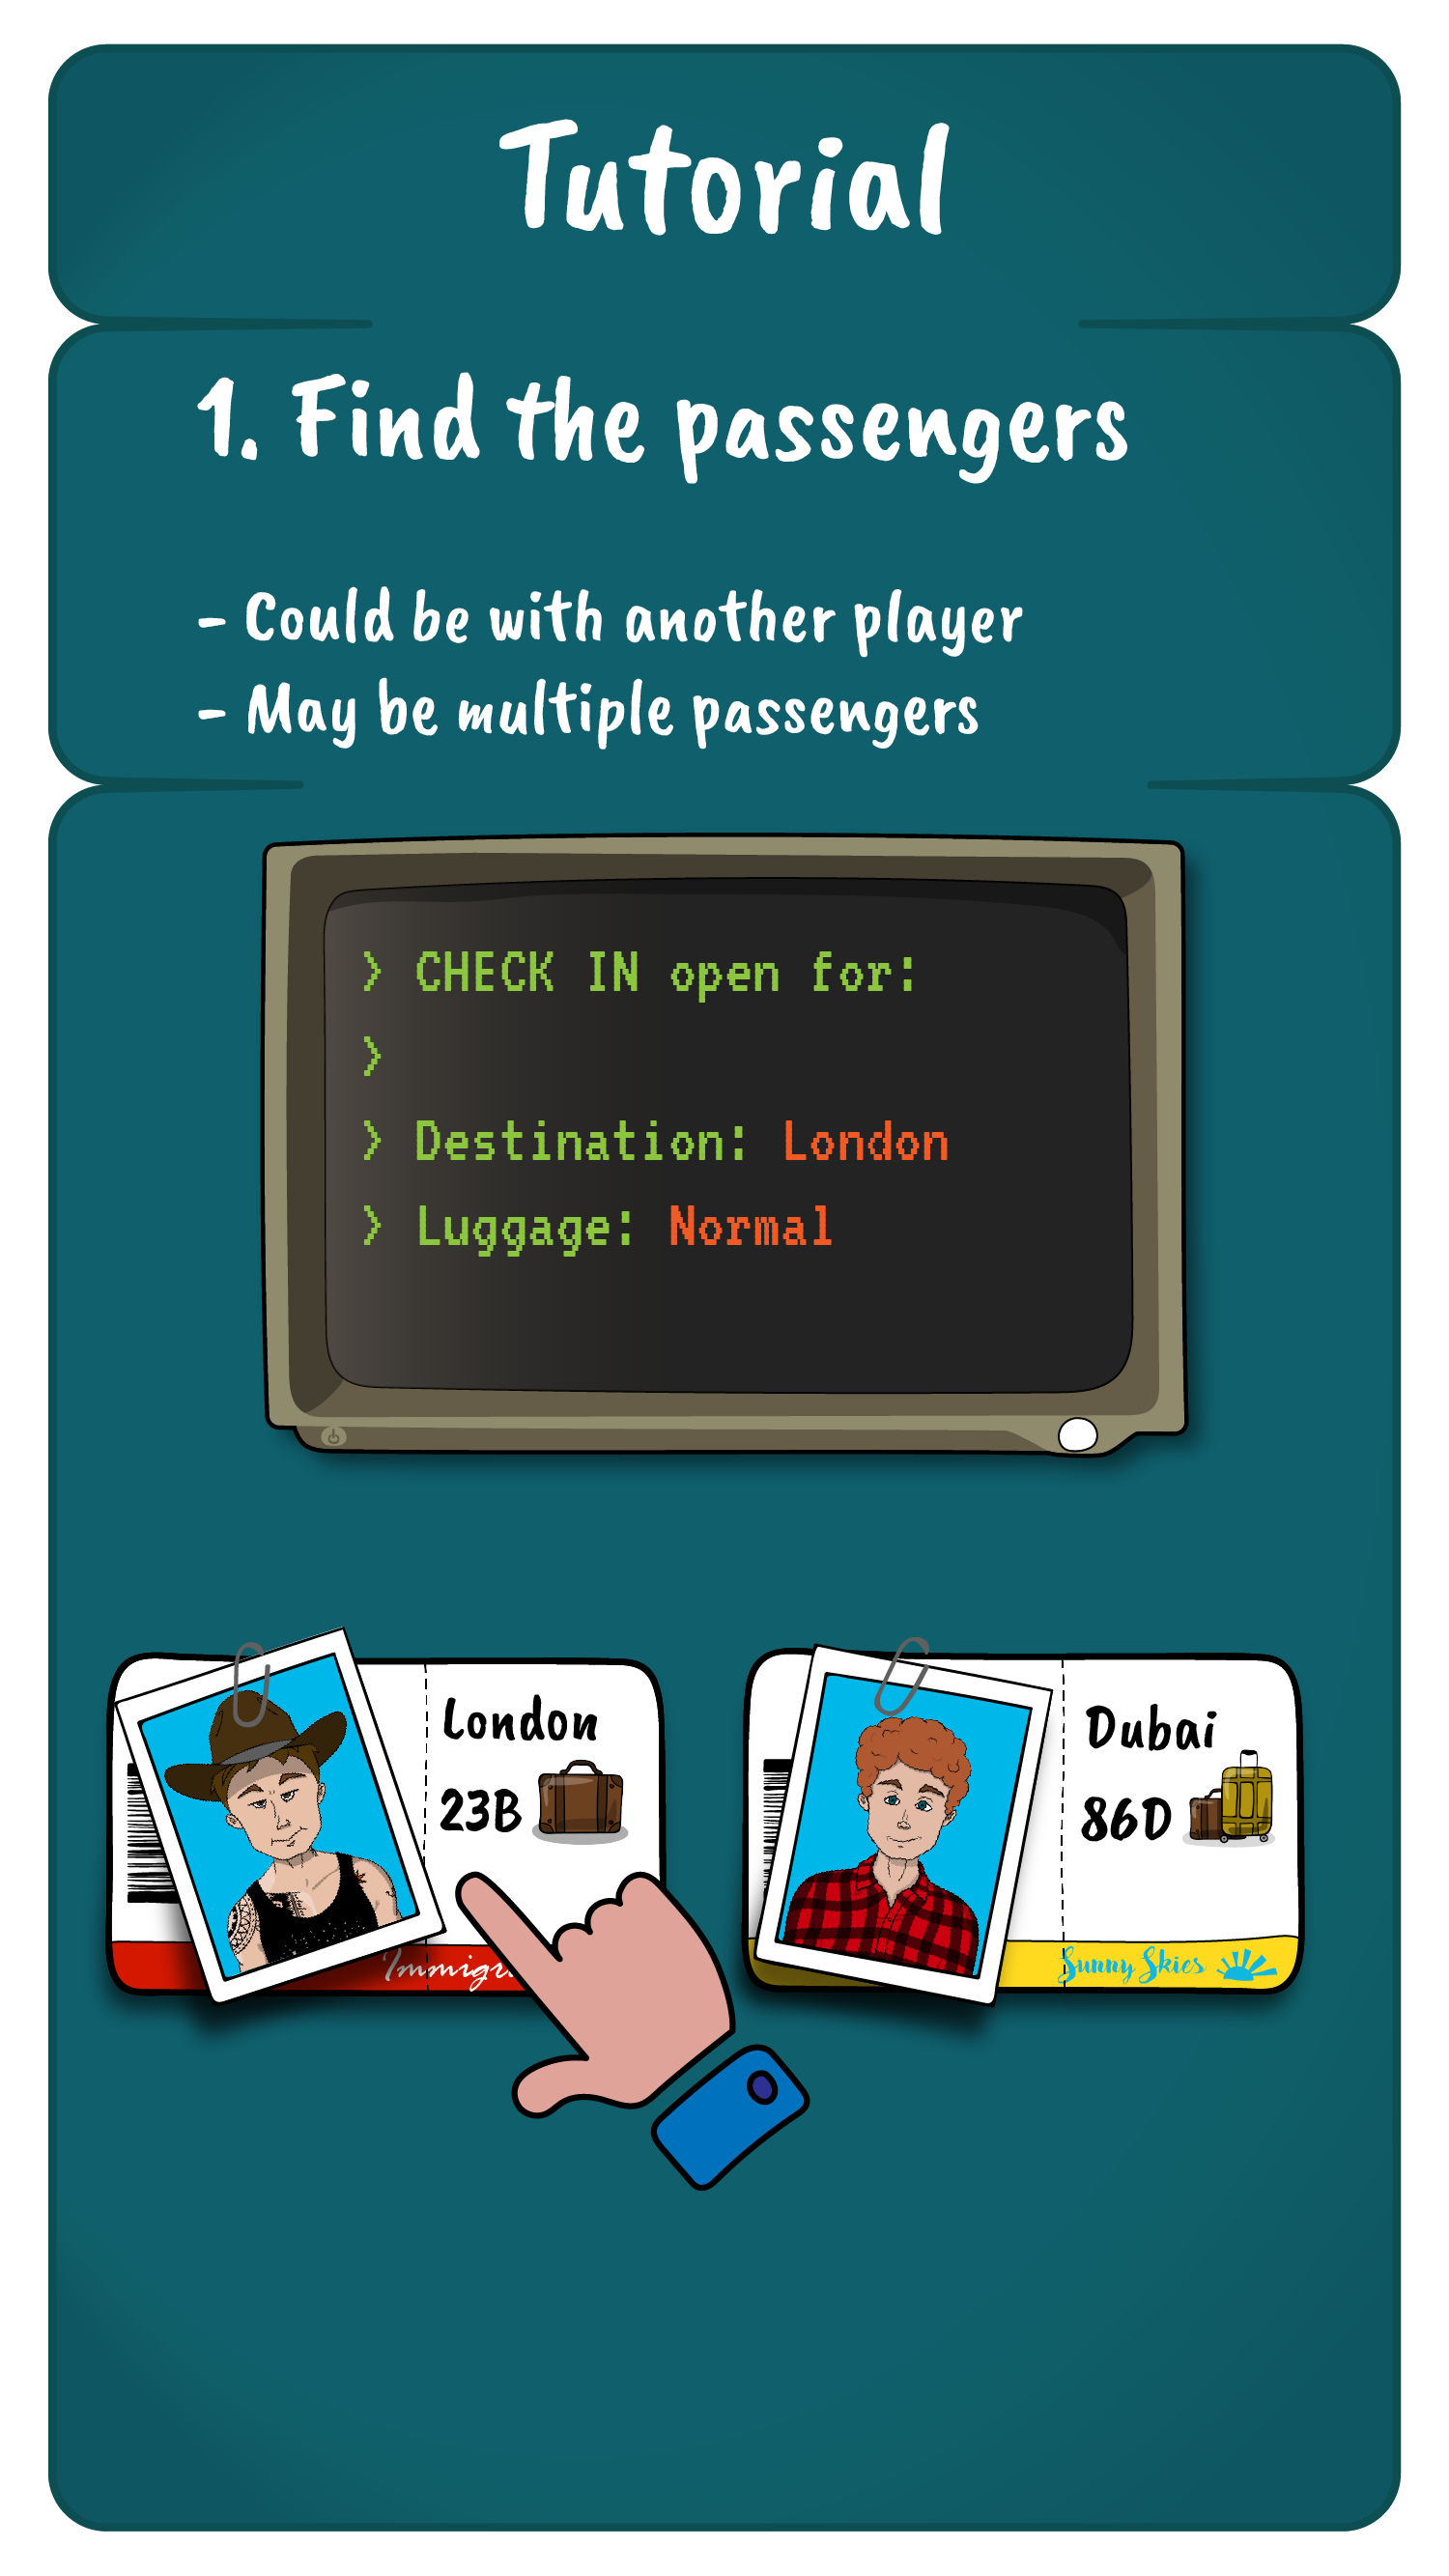 Tutorial
1. Find the passengers
- Could be with another player
- May be multiple passengers
> CHECK IN open for:
>
> Destination: London
> Luggage: Normal
London
23B
Dubai
86D
Sunny Skies